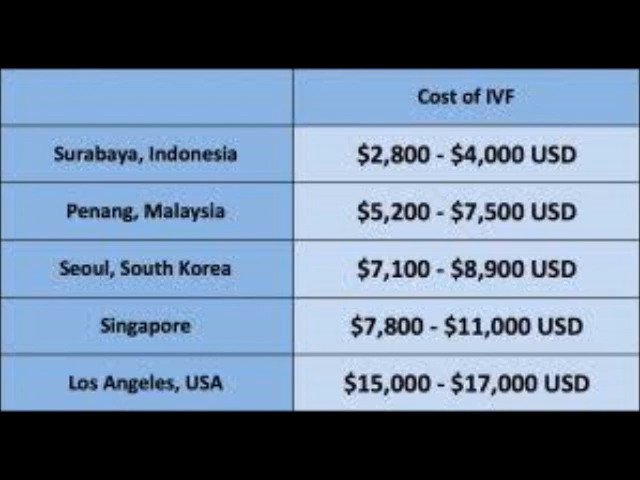 Cost of IVF
Surabaya, Indonesia $2,800 - $4,000 USD
Penang, Malaysia $5,200 - $7,500 USD
Seoul, South Korea $7,100 - $8,900 USD
Singapore $7,800 - $11,000 USD
Los Angeles, USA $15,000 - $17,000 USD